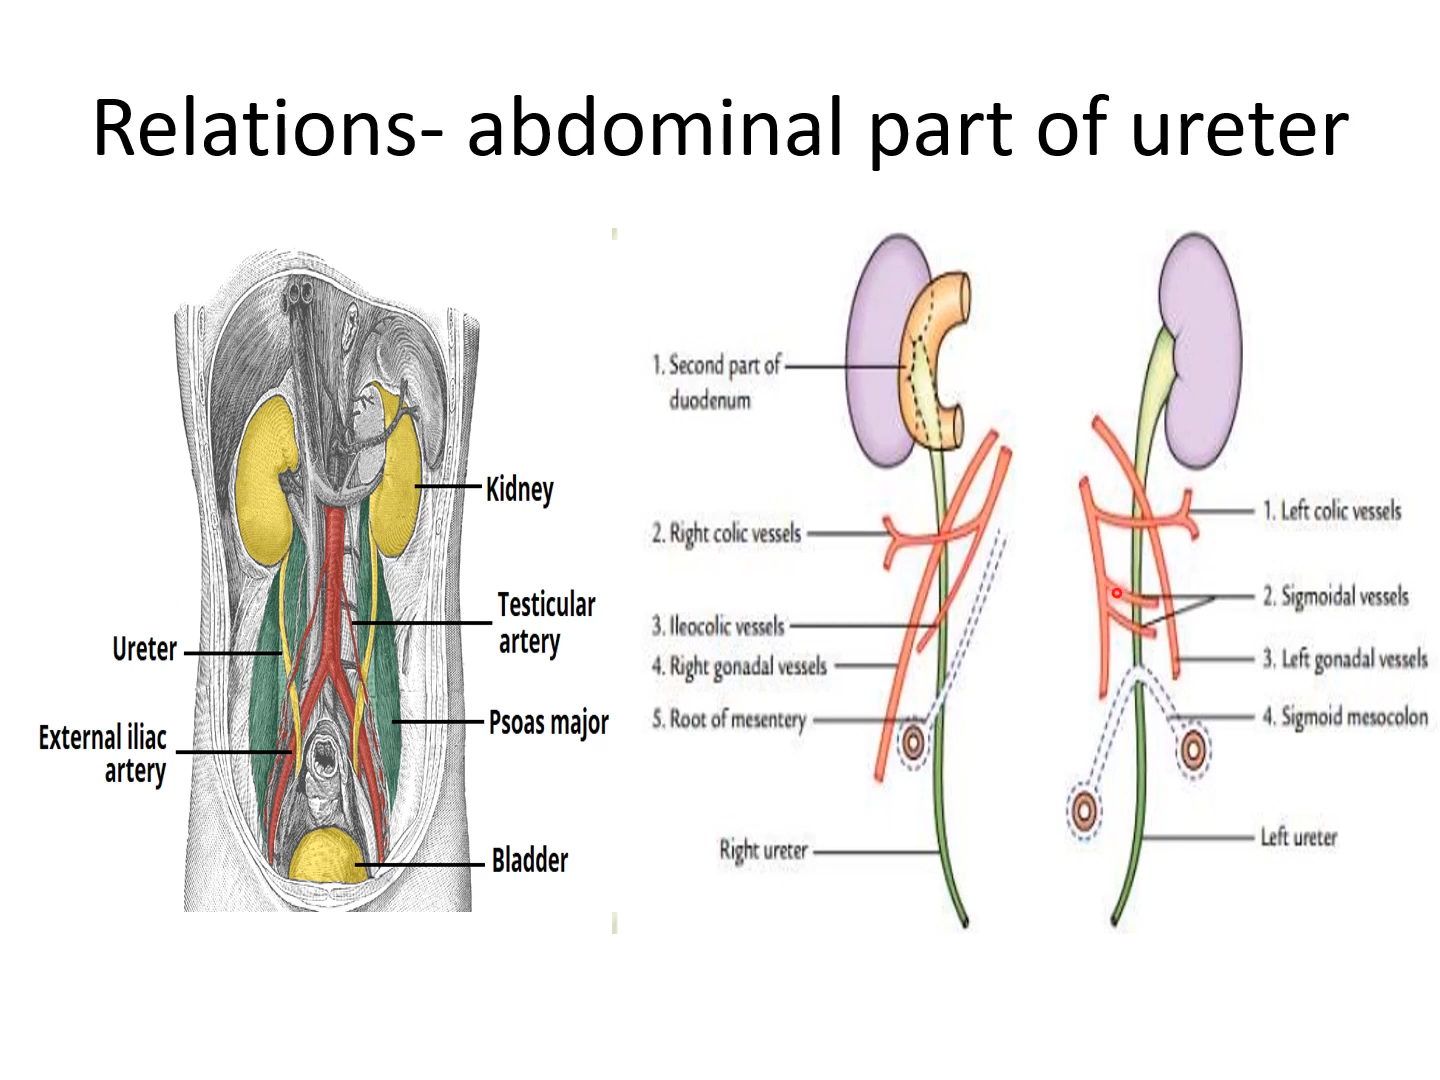 Relations- abdominal part of ureter
Kidney
Testicular
artery
Ureter
Psoas major
External iliac
artery
Bladder
1. Second part of
duodenum
2. Right colic vessels
3. Ileocolic vessels
4. Right gonadal vessels
5. Root of mesentery
Right ureter
1. Left colic vessels
2. Sigmoidal vessels
3. Left gonadal vessels
4. Sigmoid mesocolon
Left ureter